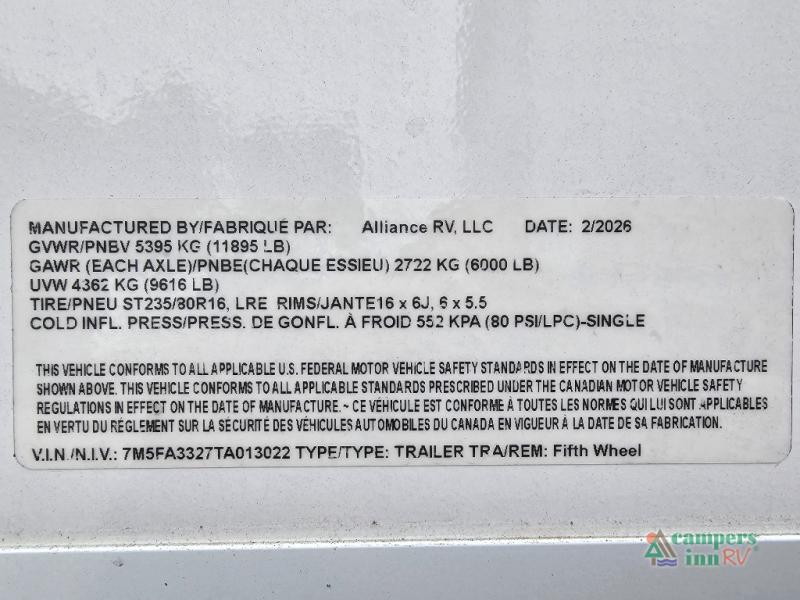 MANUFACTURED BY/FABRIQUÉ PAR: Alliance RV, LLC DATE: 2/2026
GVWR/PNBV 5395 KG (11895 LB)
GAWR (EACH AXLE)/PNBE(CHAQUE ESSIEU) 2722 KG (6000 LB)
UVW 4362 KG (9616 LB)
TIRE/PNEU ST235/80R16, LRE RIMS/JANTE16 x 6J, 6 x 5.5
COLD INFL. PRESS/PRESS. DE GONFL. À FROID 552 KPA (80 PSI/LPC)-SINGLE
THIS VEHICLE CONFORMS TO ALL APPLICABLE U.S. FEDERAL MOTOR VEHICLE SAFETY STANDARDS IN EFFECT ON THE DATE OF MANUFACTURE
SHOWN ABOVE. THIS VEHICLE CONFORMS TO ALL APPLICABLE STANDARDS PRESCRIBED UNDER THE CANADIAN MOTOR VEHICLE SAFETY
REGULATIONS IN EFFECT ON THE DATE OF MANUFACTURE. ~ CE VÉHICULE EST CONFORME À TOUTES LES NORMES QUI LUI SONT APPLICABLES
EN VERTU DU RÉGLEMENT SUR LA SÉCURITÉ DES VÉHICULES AUTOMOBILES DU CANADA EN VIGUEUR À LA DATE DE SA FABRICATION.
V.I.N./N.I.V.: 7M5FA3327TA013022 TYPE/TYPE: TRAILER TRA/REM: Fifth Wheel
campers
inn RV